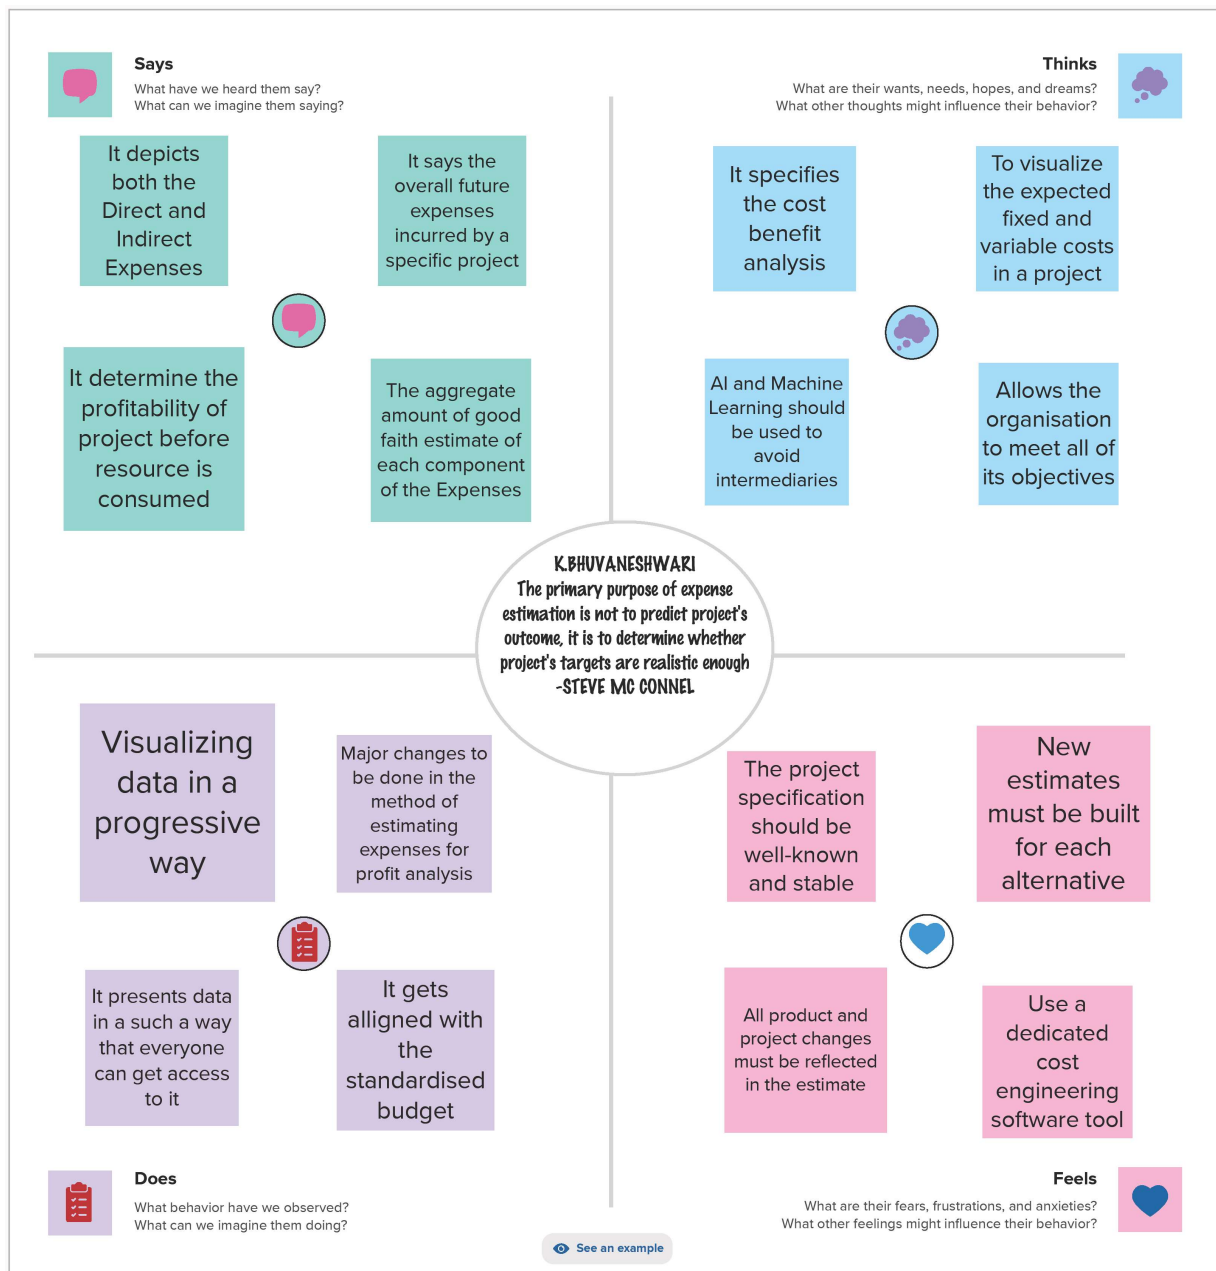 Says
What have we heard them say?
What can we imagine them saying?
It depicts
both the
Direct and
Indirect
Expenses
It says the
overall future
expenses
incurred by a
specific project
It determine the
profitability of
project before
resource is
consumed
The aggregate
amount of good
faith estimate of
each component
of the Expenses
Thinks
What are their wants, needs, hopes, and dreams?
What other thoughts might influence their behavior?
It specifies
the cost
benefit
analysis
To visualize
the expected
fixed and
variable costs
in a project
AI and Machine
Learning should
be used to
avoid
intermediaries
Allows the
organisation
to meet all of
its objectives
K.BHUVANESHWARI
The primary purpose of expense
estimation is not to predict project's
outcome, it is to determine whether
project's targets are realistic enough
-STEVE MC CONNEL
Visualizing
data in a
progressive
way
Major changes to
be done in the
method of
estimating
expenses for
profit analysis
It presents data
in a such a way
that everyone
can get access
to it
It gets
alligned with
the
standardised
budget
Does
What behavior have we observed?
What can we imagine them doing?
The project
specification
should be
well-known
and stable
New
estimates
must be built
for each
alternative
All product and
project changes
must be reflected
in the estimate
Use a
dedicated
cost
engineering
software tool
Feels
What are their fears, frustrations, and anxieties?
What other feelings might influence their behavior?
See an example